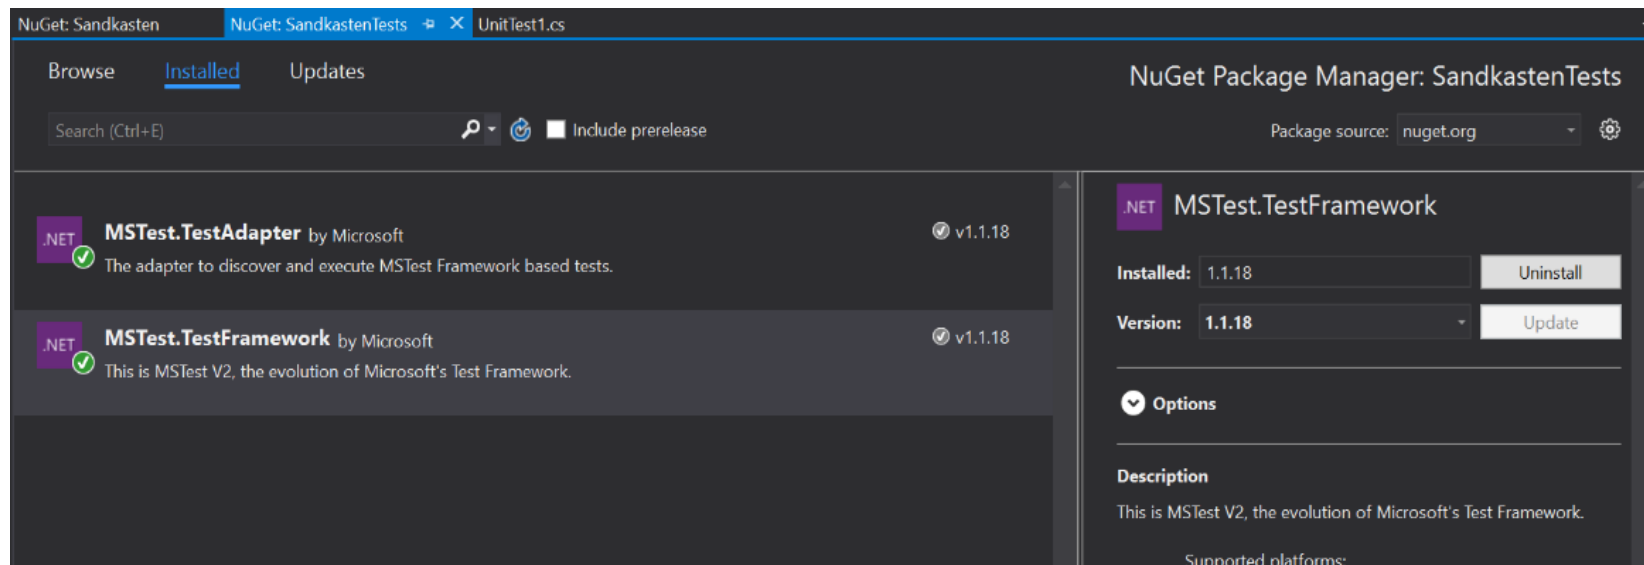 NuGet: Sandkasten NuGet: SandkastenTests UnitTest1.cs
Browse Installed Updates
NuGet Package Manager: SandkastenTests
Search (Ctrl+E) Include prerelease
Package source: nuget.org
.NET MSTest.TestAdapter by Microsoft v1.1.18
The adapter to discover and execute MSTest Framework based tests.
.NET MSTest.TestFramework by Microsoft v1.1.18
This is MSTest V2, the evolution of Microsoft's Test Framework.
.NET MSTest.TestFramework
Installed: 1.1.18 Uninstall
Version: 1.1.18 Update
Options
Description
This is MSTest V2, the evolution of Microsoft's Test Framework.
Supported platforms: